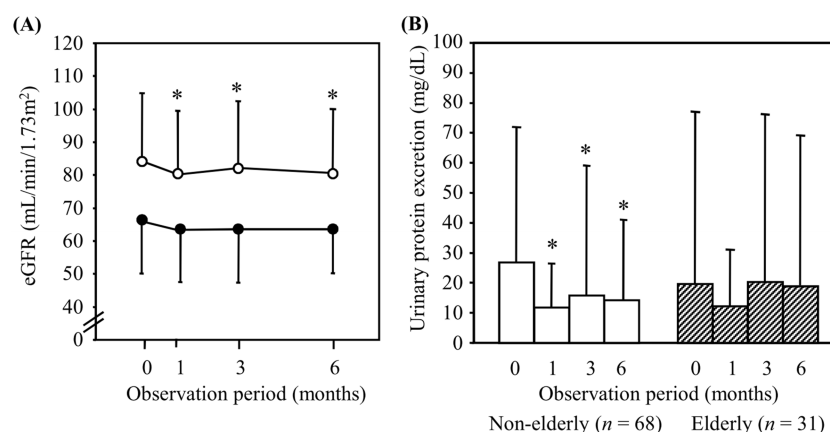 (A)
eGFR (mL/min/1.73m²)
120
110
100
90
80
70
60
50
40
0
* * *
0 1 3 6
Observation period (months)
(B)
Urinary protein excretion (mg/dL)
100
90
80
70
60
50
40
30
20
10
0
* * *
0 1 3 6 0 1 3 6
Observation period (months)
Non-elderly (n = 68) Elderly (n = 31)